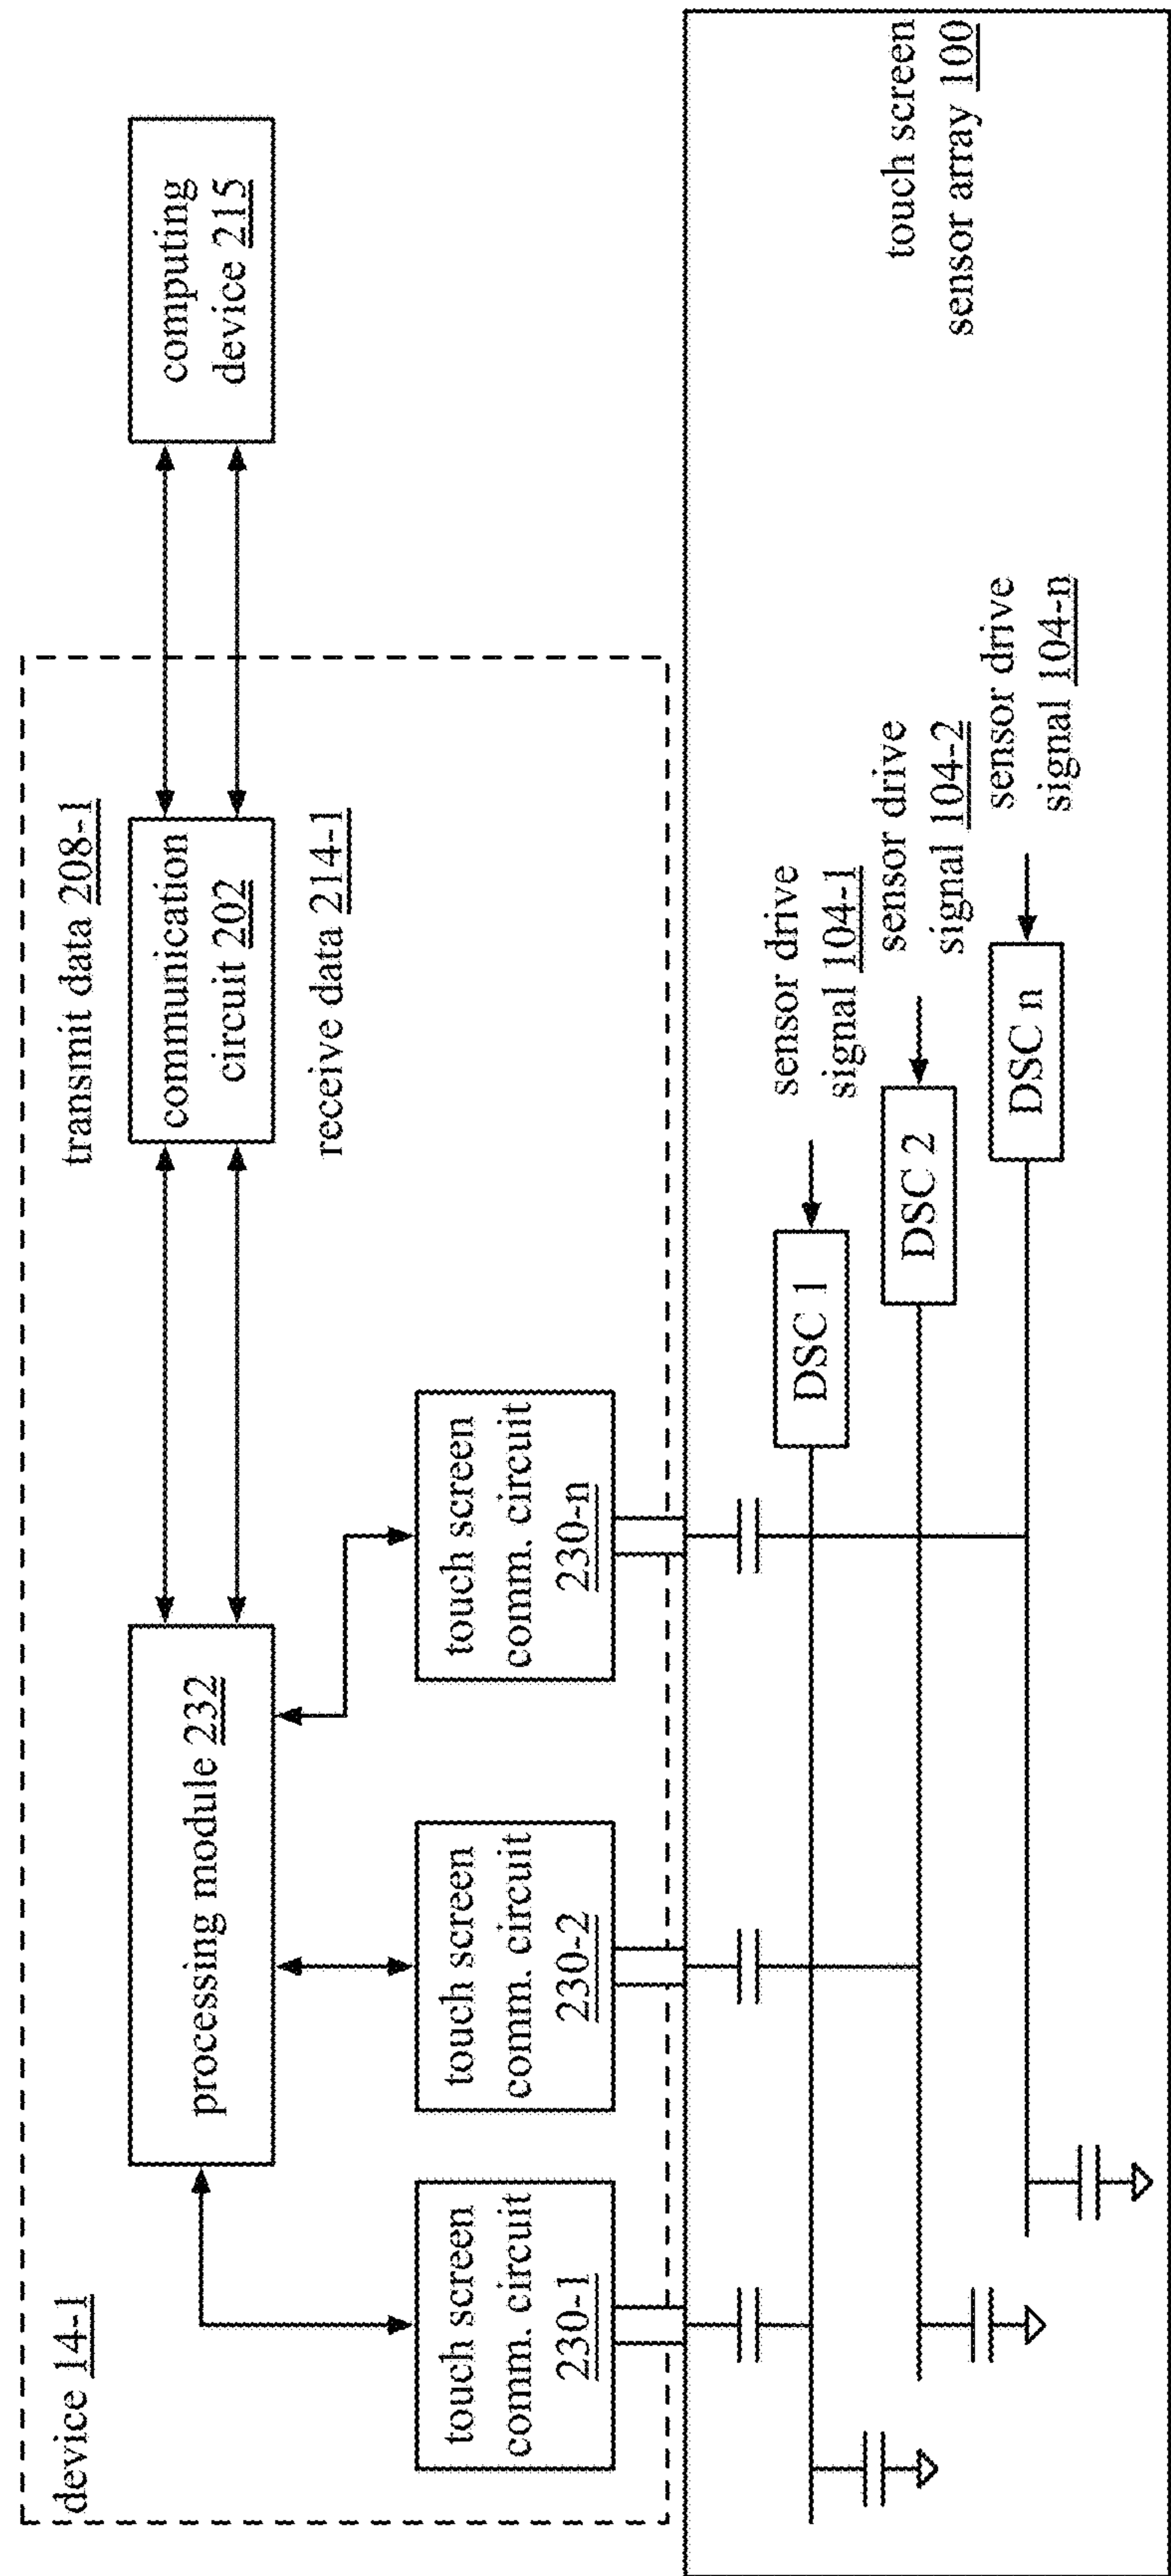 device 14-1
transmit data 208-1
processing module 232
communication
circuit 202
computing
device 215
receive data 214-1
touch screen
comm. circuit
230-1
touch screen
comm. circuit
230-2
touch screen
comm. circuit
230-n
DSC 1
sensor drive
signal 104-1
DSC 2
sensor drive
signal 104-2
DSC n
sensor drive
signal 104-n
touch screen
sensor array 100